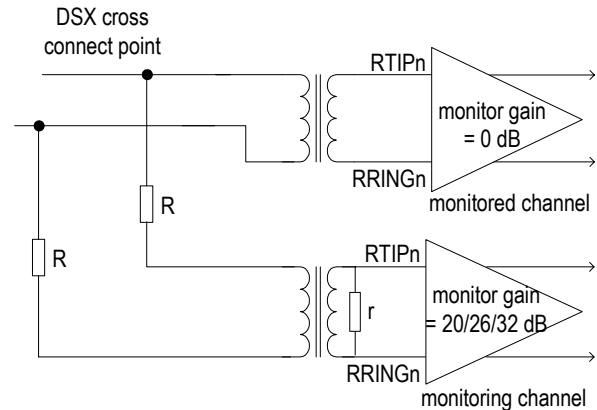 DSX cross
connect point
RTIPn
monitor gain
= 0 dB
RRINGn
monitored channel
R
R
RTIPn
monitor gain
= 20/26/32 dB
r
RRINGn
monitoring channel